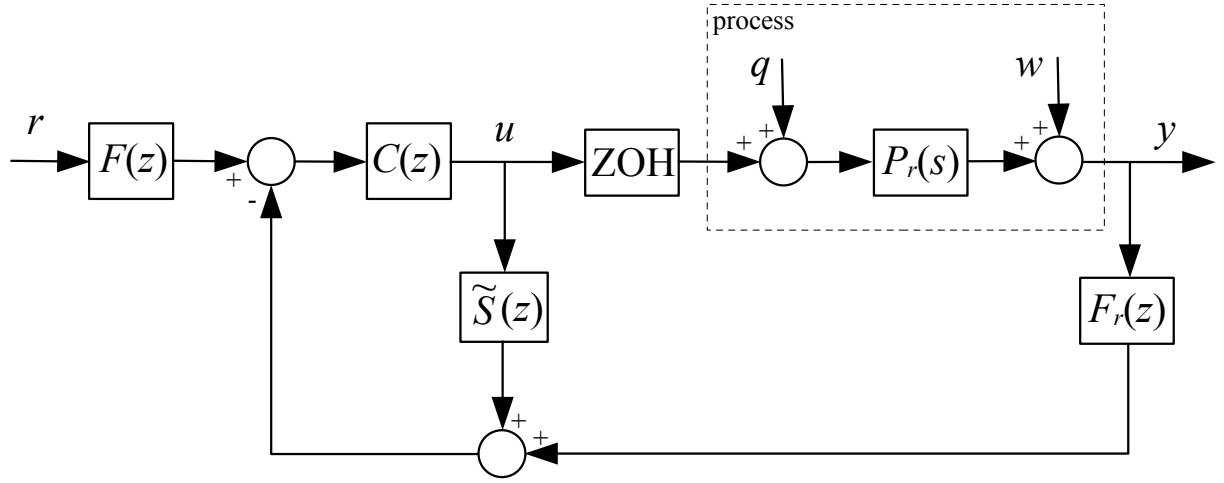 process
q
w
r
u
y
+
+
+
+
F(z)
+
-
C(z)
ZOH
P_r(s)
S̃(z)
F_r(z)
+
+